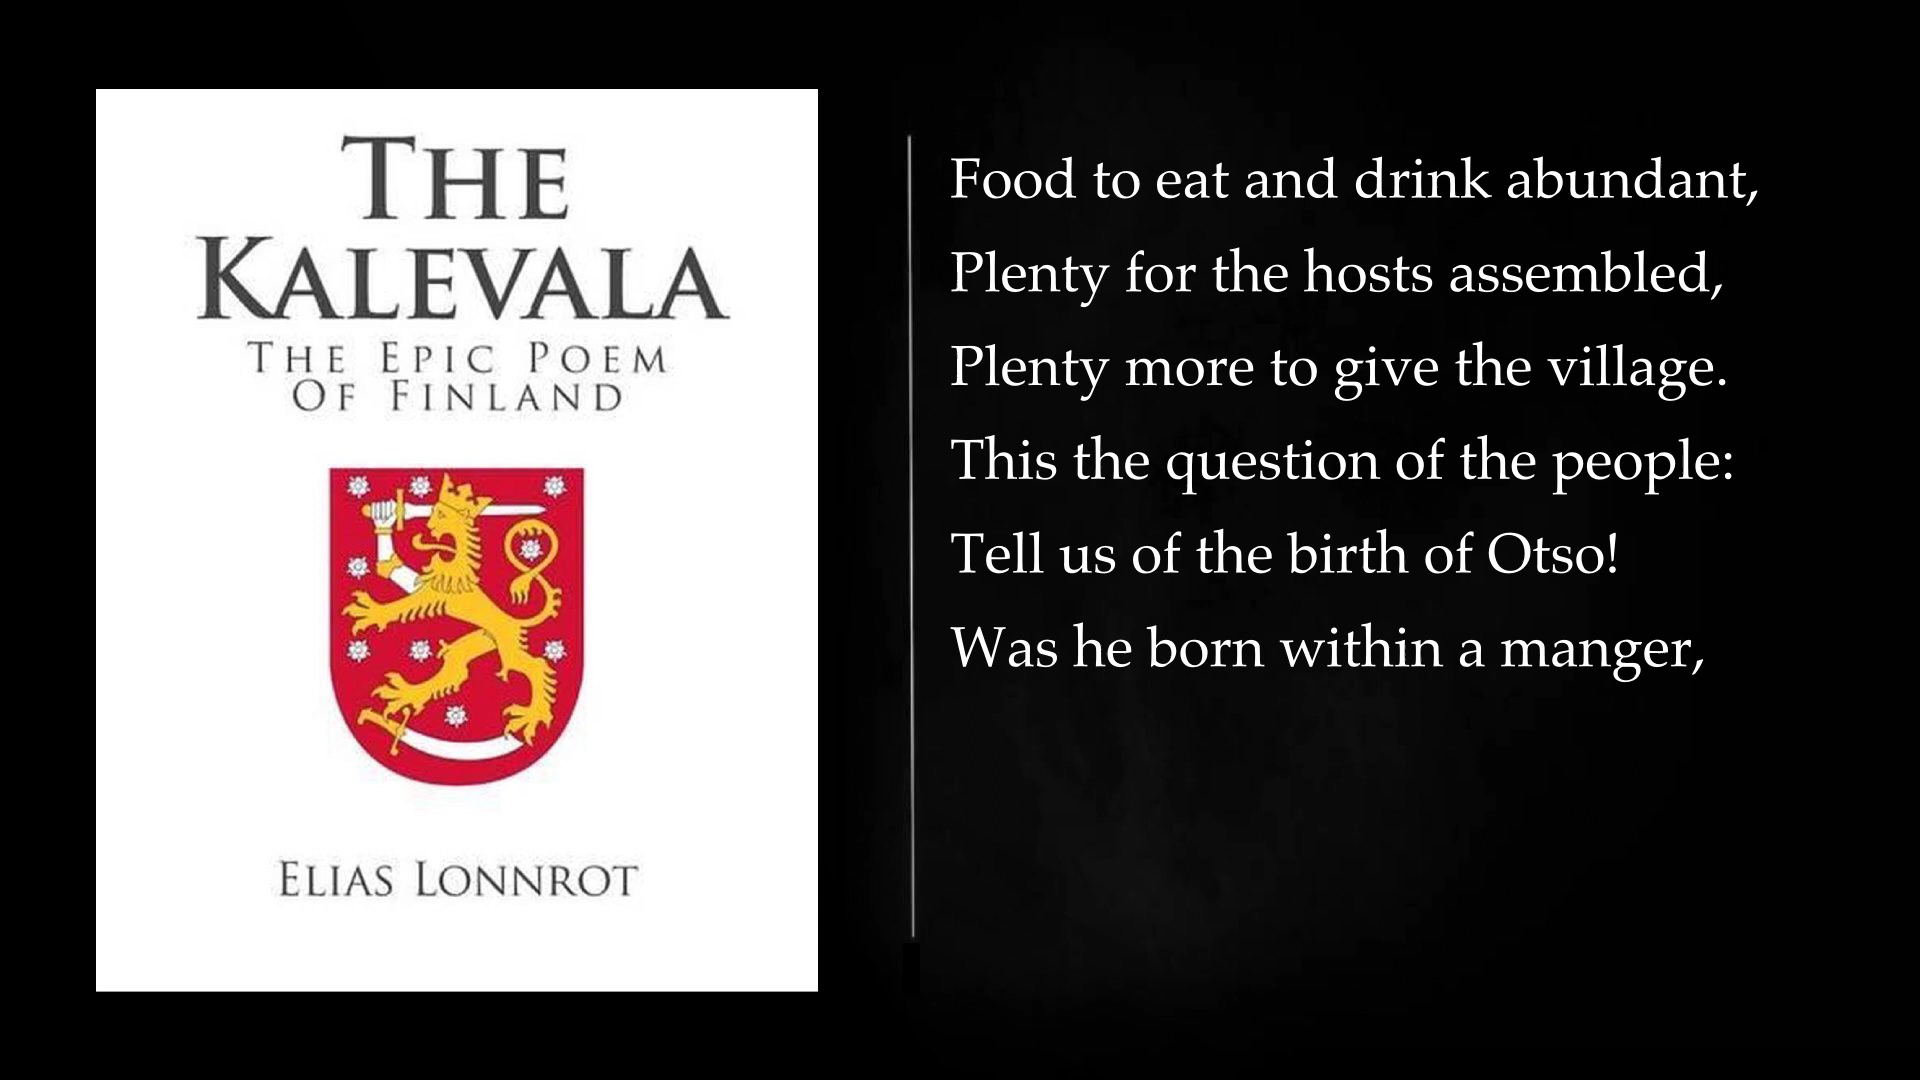 THE
KALEVALA
THE EPIC POEM
OF FINLAND
ELIAS LONNROT
Food to eat and drink abundant,
Plenty for the hosts assembled,
Plenty more to give the village.
This the question of the people:
Tell us of the birth of Otso!
Was he born within a manger,